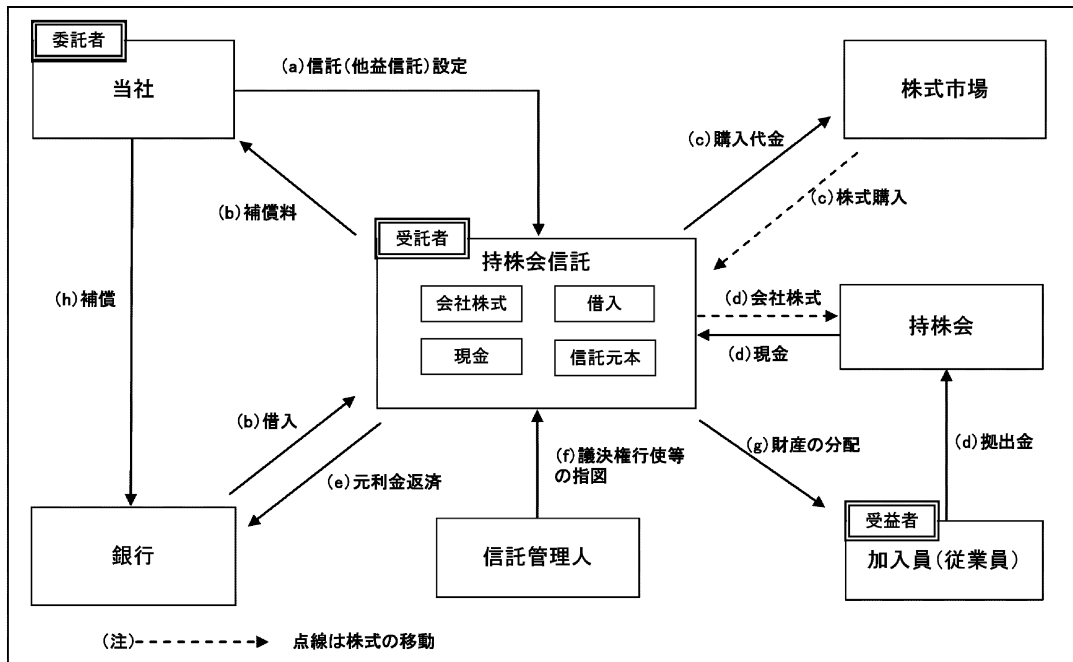 委託者
当社
(a)信託(他益信託)設定
株式市場
(c)購入代金
(c)株式購入
(b)補償料
受託者
持株会信託
会社株式
借入
現金
信託元本
(h)補償
(d)会社株式
(d)現金
持株会
(b)借入
(e)元利金返済
(f)議決権行使等
の指図
(g)財産の分配
(d)拠出金
銀行
信託管理人
受益者
加入員(従業員)
(注) 点線は株式の移動